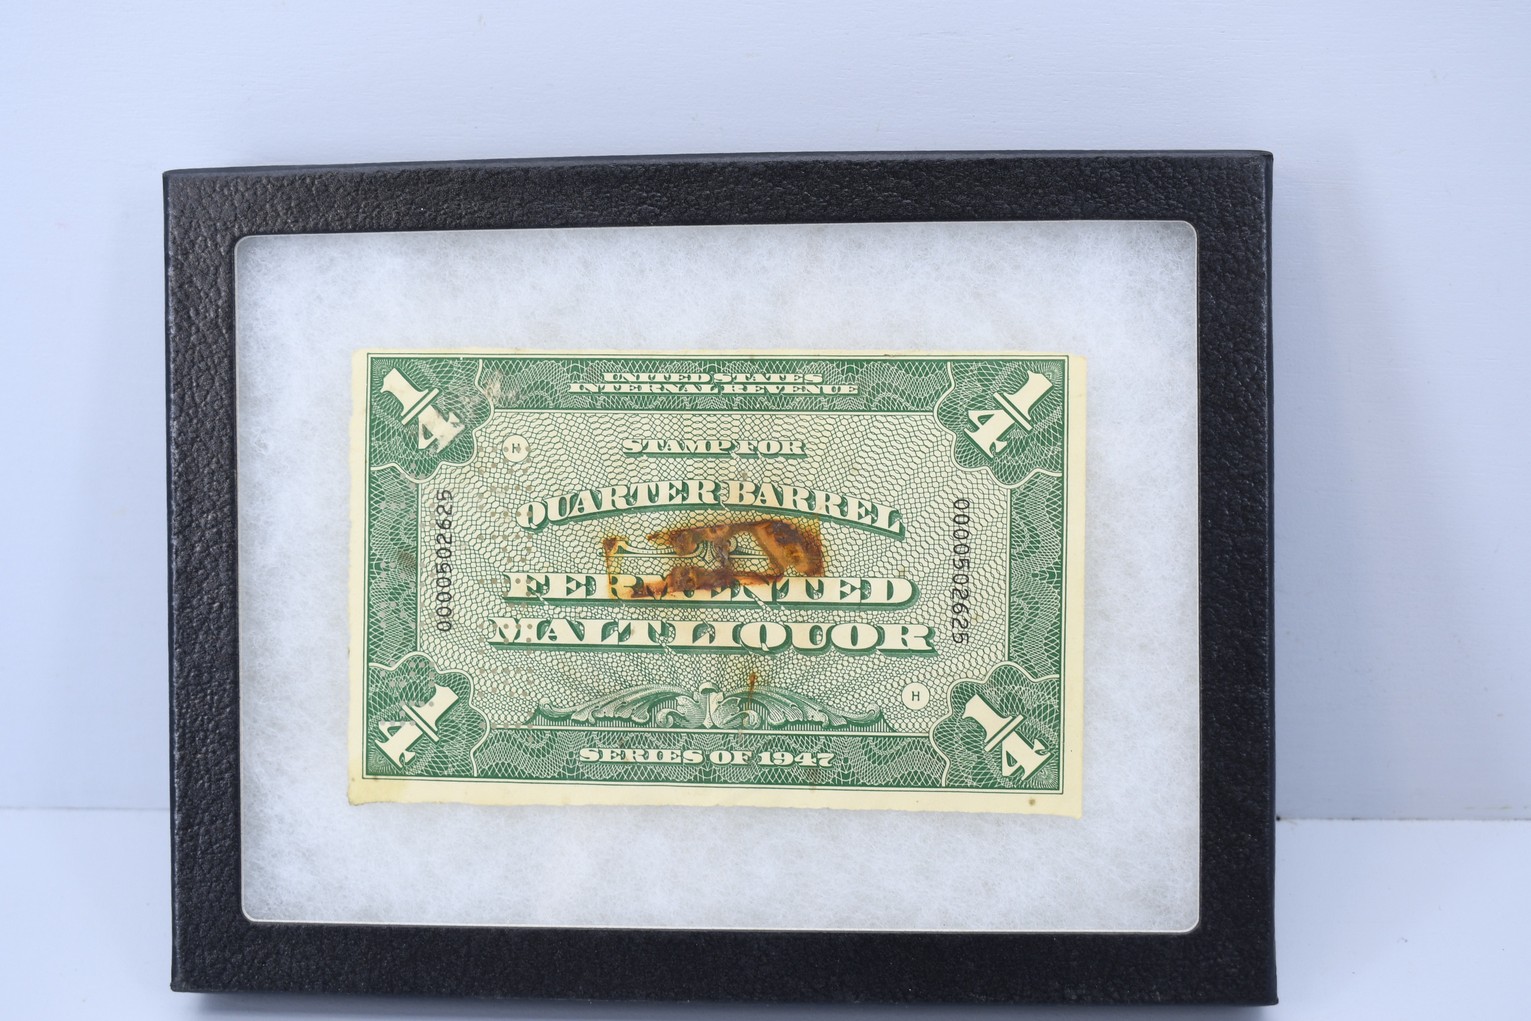 1/4
UNITED STATES
INTERNAL REVENUE
1/4
H
STAMP FOR
QUARTER BARREL
0000502625
0000502625
FERMENTED
MALT LIQUOR
H
1/4
SERIES OF 1947
1/4